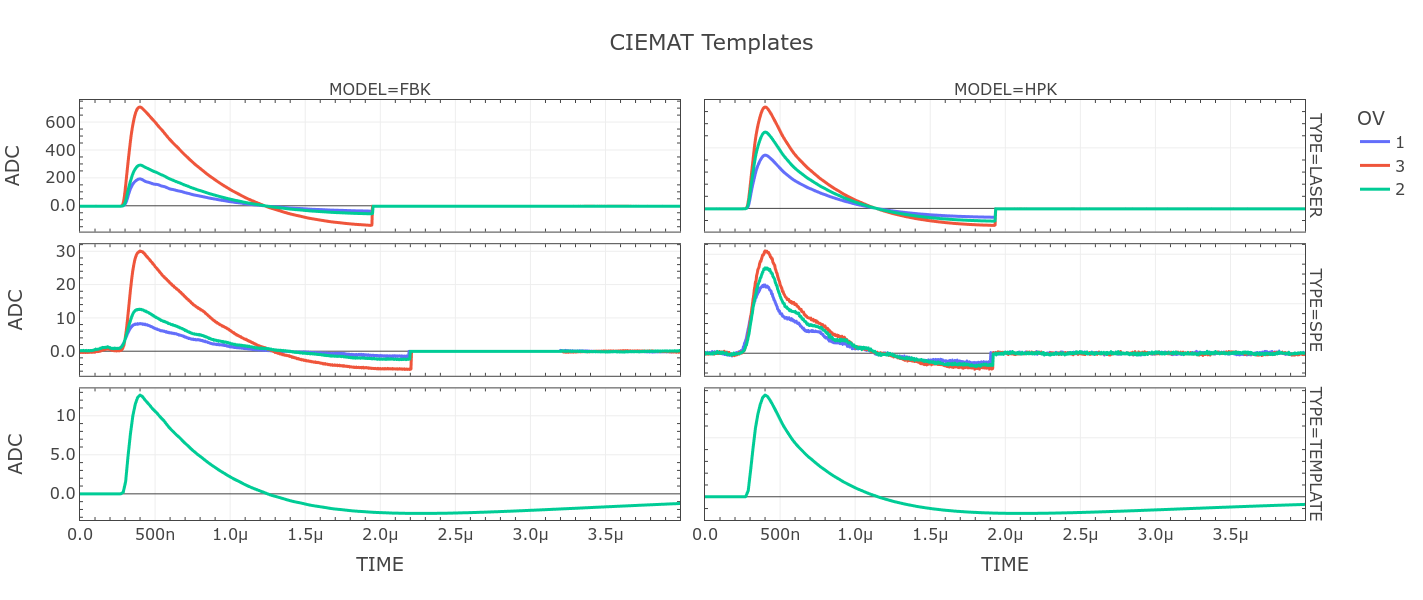 CIEMAT Templates
MODEL=FBK
MODEL=HPK
OV
1
3
2
ADC
600
400
200
0.0
TYPE=LASER
ADC
30
20
10
0.0
TYPE=SPE
ADC
10
5.0
0.0
TYPE=TEMPLATE
0.0 500n 1.0μ 1.5μ 2.0μ 2.5μ 3.0μ 3.5μ
0.0 500n 1.0μ 1.5μ 2.0μ 2.5μ 3.0μ 3.5μ
TIME
TIME